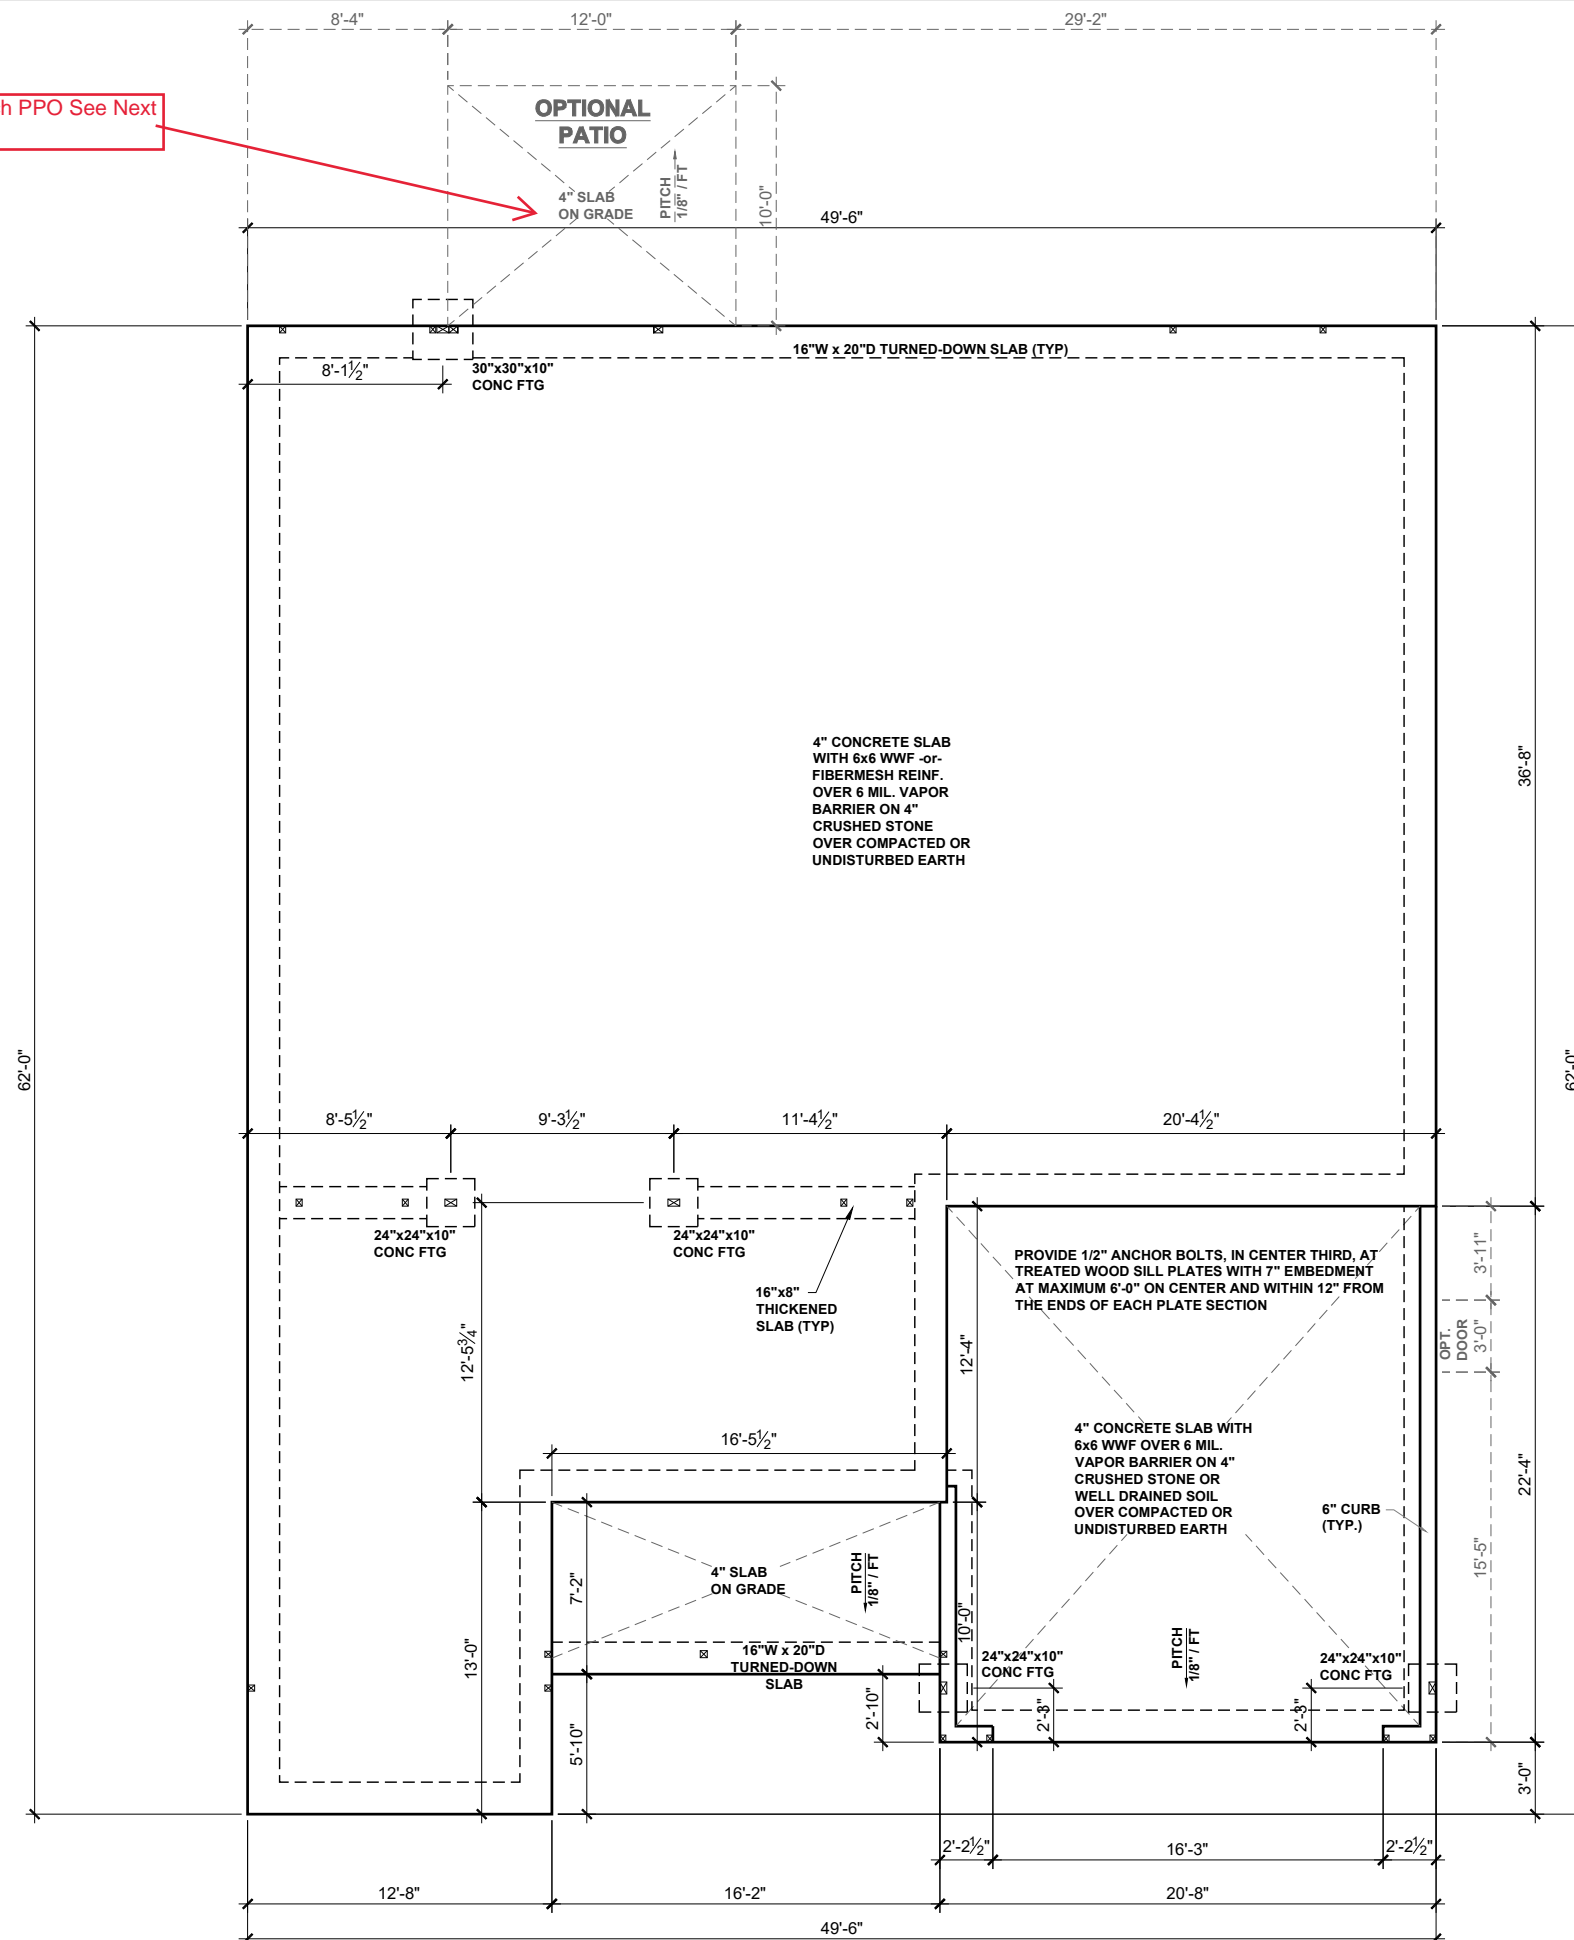 8'-4"
12'-0"
29'-2"
h PPO See Next
OPTIONAL
PATIO
4" SLAB
ON GRADE
PITCH
1/8" / FT
10'-0"
49'-6"
16"W x 20"D TURNED-DOWN SLAB (TYP)
8'-1½"
30"x30"x10"
CONC FTG
4" CONCRETE SLAB
WITH 6x6 WWF -or-
FIBERMESH REINF.
OVER 6 MIL. VAPOR
BARRIER ON 4"
CRUSHED STONE
OVER COMPACTED OR
UNDISTURBED EARTH
36'-8"
62'-0"
62'-0"
8'-5½"
9'-3½"
11'-4½"
20'-4½"
24"x24"x10"
CONC FTG
24"x24"x10"
CONC FTG
16"x8"
THICKENED
SLAB (TYP)
PROVIDE 1/2" ANCHOR BOLTS, IN CENTER THIRD, AT
TREATED WOOD SILL PLATES WITH 7" EMBEDMENT
AT MAXIMUM 6'-0" ON CENTER AND WITHIN 12" FROM
THE ENDS OF EACH PLATE SECTION
3'-11"
OPT.
DOOR
3'-0"
12'-5¾"
12'-4"
16'-5½"
4" CONCRETE SLAB WITH
6x6 WWF OVER 6 MIL.
VAPOR BARRIER ON 4"
CRUSHED STONE OR
WELL DRAINED SOIL
OVER COMPACTED OR
UNDISTURBED EARTH
6" CURB
(TYP.)
22'-4"
15'-5"
4" SLAB
ON GRADE
PITCH
1/8" / FT
7'-2"
10'-0"
13'-0"
16"W x 20"D
TURNED-DOWN
SLAB
24"x24"x10"
CONC FTG
PITCH
1/8" / FT
24"x24"x10"
CONC FTG
2'-10"
2'-3"
2'-3"
5'-10"
3'-0"
2'-2½"
16'-3"
2'-2½"
12'-8"
16'-2"
20'-8"
49'-6"